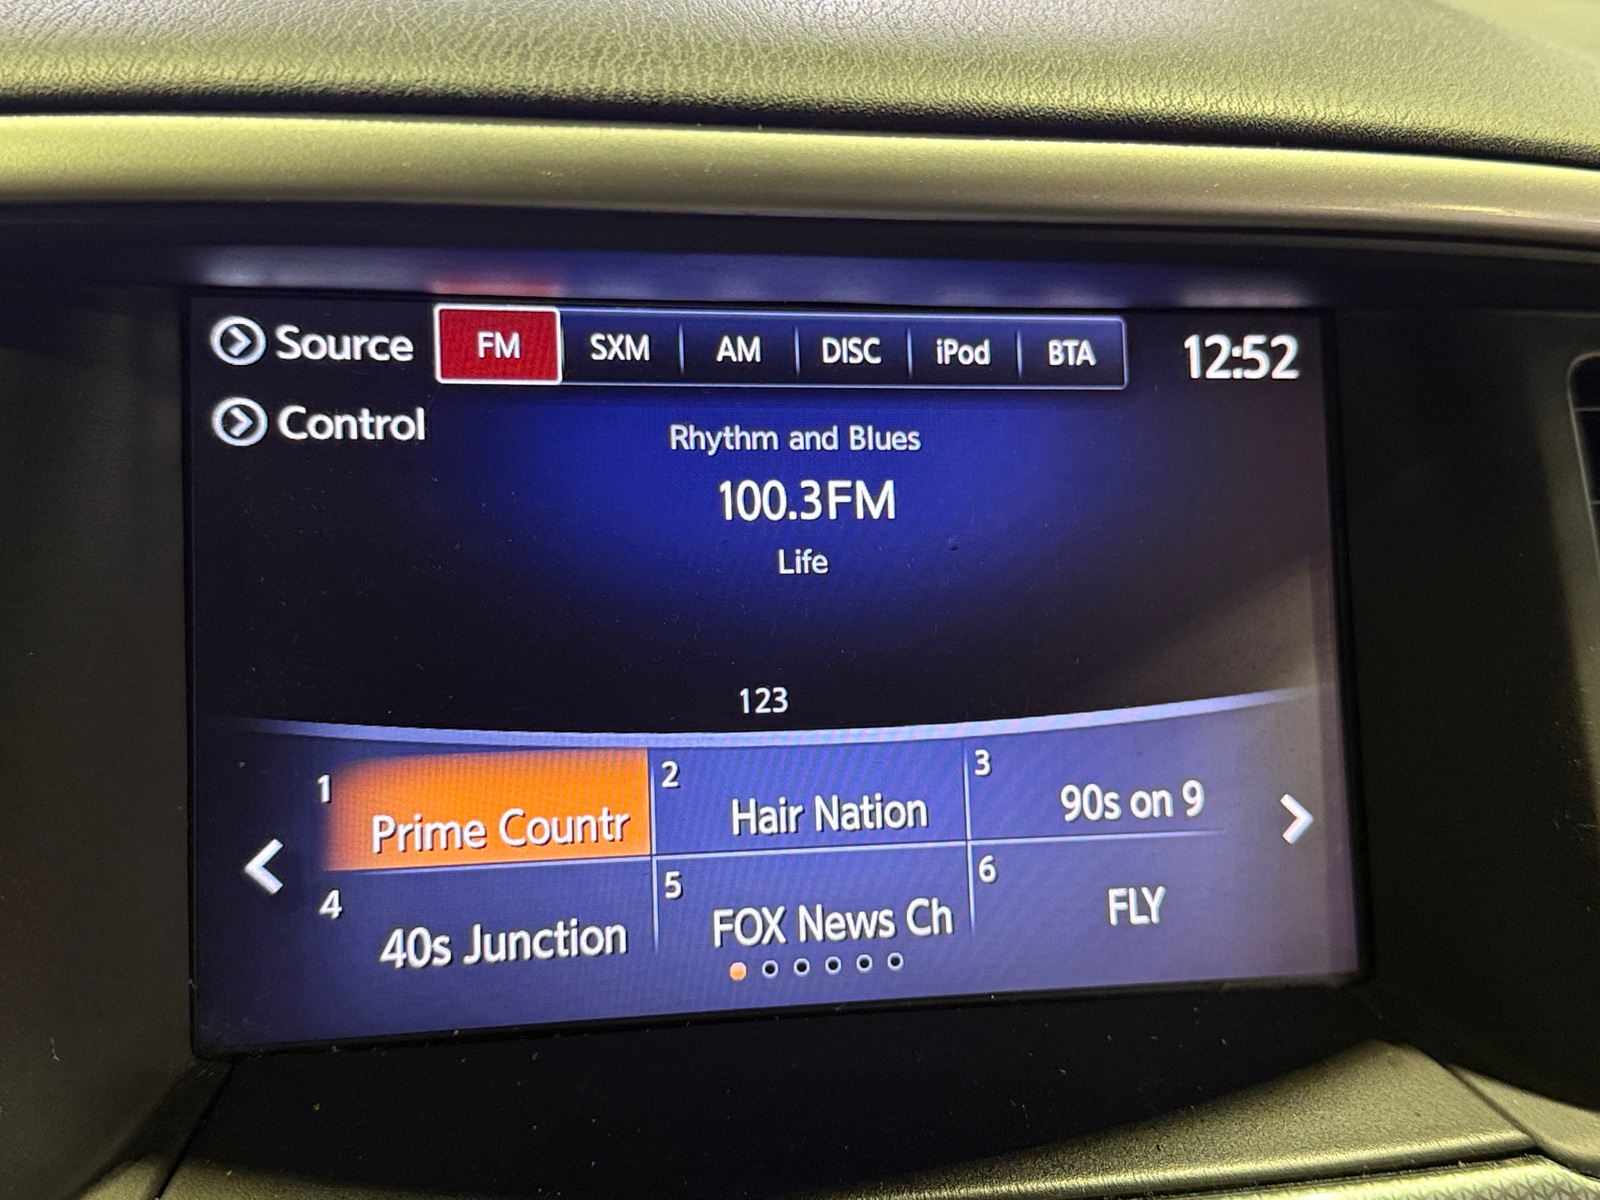 Source FM SXM AM DISC iPod BTA 12:52
Control
Rhythm and Blues
100.3FM
Life
123
1 Prime Countr
2 Hair Nation
3 90s on 9
4 40s Junction
5 FOX News Ch
6 FLY